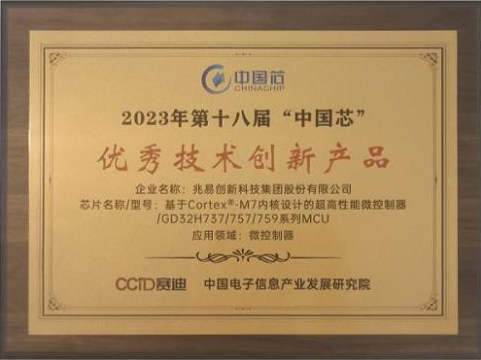 中国芯
CHINACHIP
2023年第十八届“中国芯”
优秀技术创新产品
企业名称：兆易创新科技集团股份有限公司
芯片名称/型号：基于Cortex®-M7内核设计的超高性能微控制器
/GD32H737/757/759系列MCU
应用领域：微控制器
CCID赛迪 中国电子信息产业发展研究院